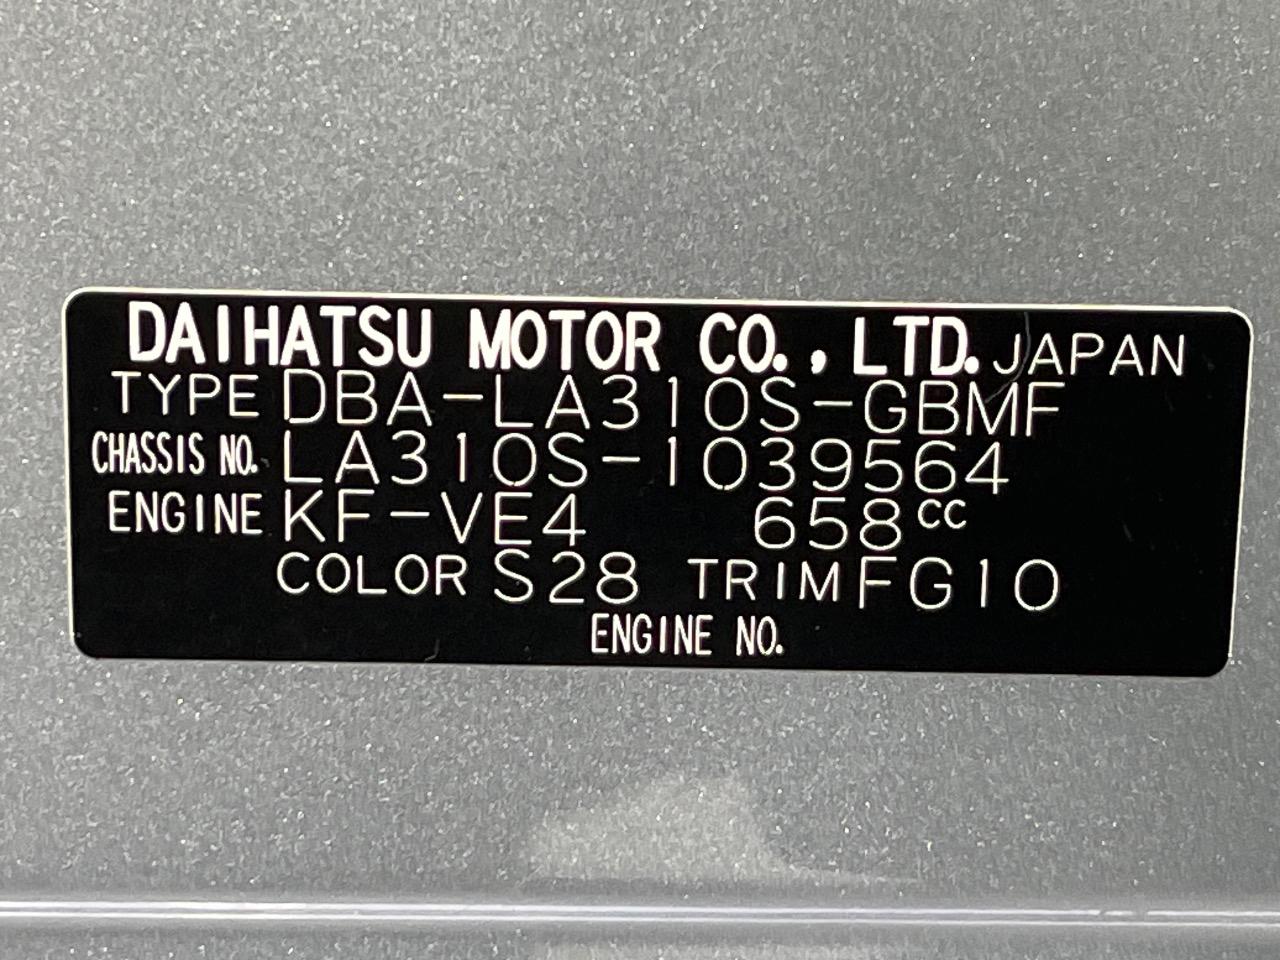 DAIHATSU MOTOR CO., LTD. JAPAN
TYPE DBA-LA310S-GBMF
CHASSIS NO. LA310S-1039564
ENGINE KF-VE4 658cc
COLOR S28 TRIM FG10
ENGINE NO.